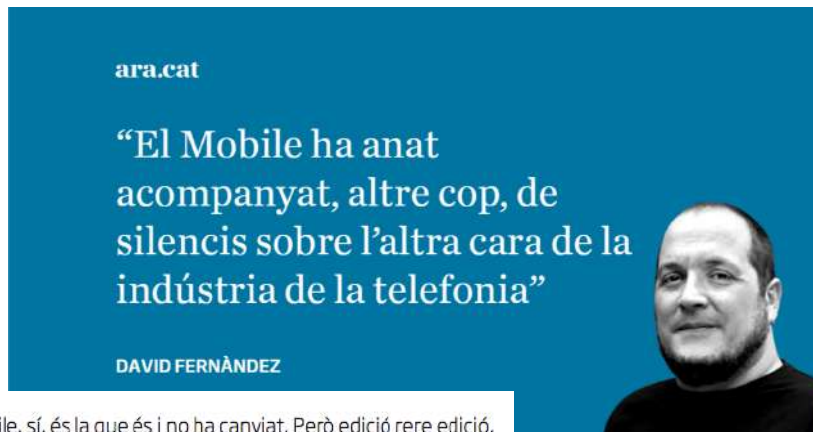 ara.cat
“El Mobile ha anat
acompanyat, altre cop, de
silencis sobre l’altra cara de la
indústria de la telefonia”
DAVID FERNÀNDEZ
ile, sí, és la que és i no ha canviat. Però edició rere edició,